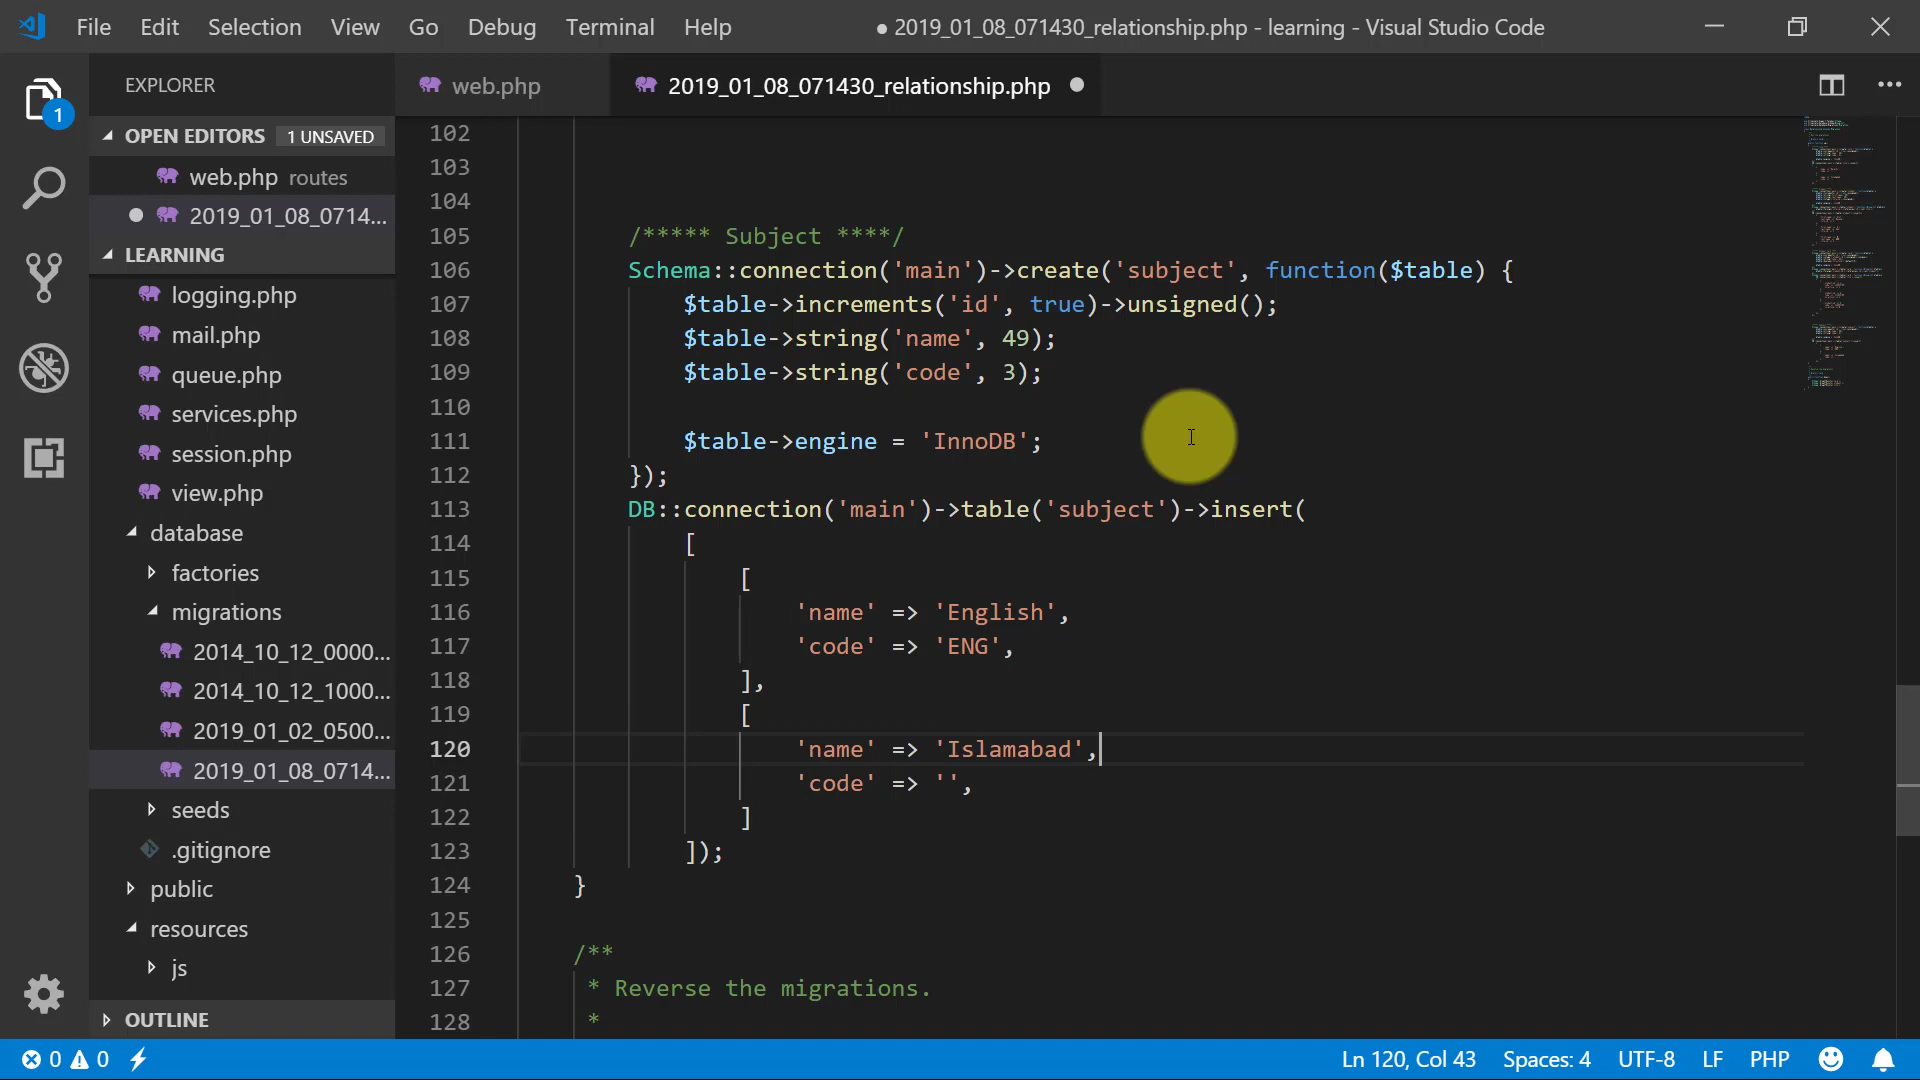 File Edit Selection View Go Debug Terminal Help
● 2019_01_08_071430_relationship.php - learning - Visual Studio Code
1
EXPLORER
OPEN EDITORS 1 UNSAVED
web.php routes
2019_01_08_0714...
LEARNING
logging.php
mail.php
queue.php
services.php
session.php
view.php
database
factories
migrations
2014_10_12_0000...
2014_10_12_1000...
2019_01_02_0500...
2019_01_08_0714...
seeds
.gitignore
public
resources
js
OUTLINE
web.php
2019_01_08_071430_relationship.php
102
103
104
105 /***** Subject ****/
106 Schema::connection('main')->create('subject', function($table) {
107 $table->increments('id', true)->unsigned();
108 $table->string('name', 49);
109 $table->string('code', 3);
110
111 $table->engine = 'InnoDB';
112 });
113 DB::connection('main')->table('subject')->insert(
114 [
115 [
116 'name' => 'English',
117 'code' => 'ENG',
118 ],
119 [
120 'name' => 'Islamabad',
121 'code' => '',
122 ]
123 ]);
124 }
125
126 /**
127 * Reverse the migrations.
128 *
0 0
Ln 120, Col 43 Spaces: 4 UTF-8 LF PHP